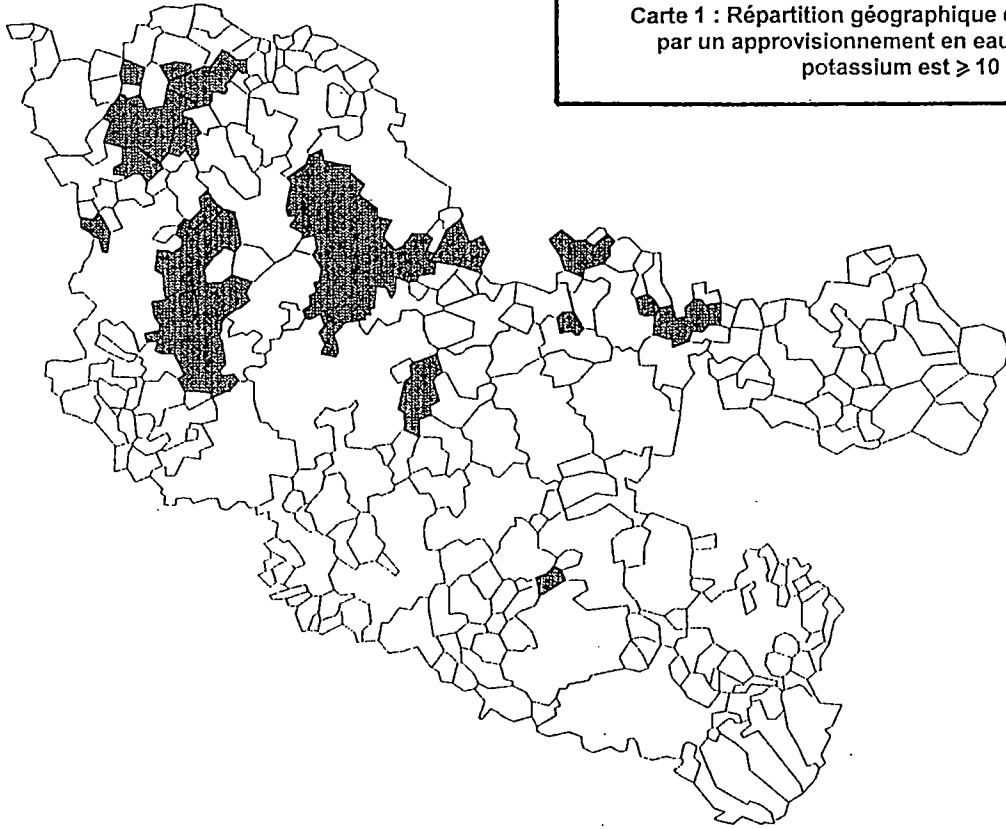 Carte 1 : Répartition géographique
par un approvisionnement en eau
potassium est ⩾ 10